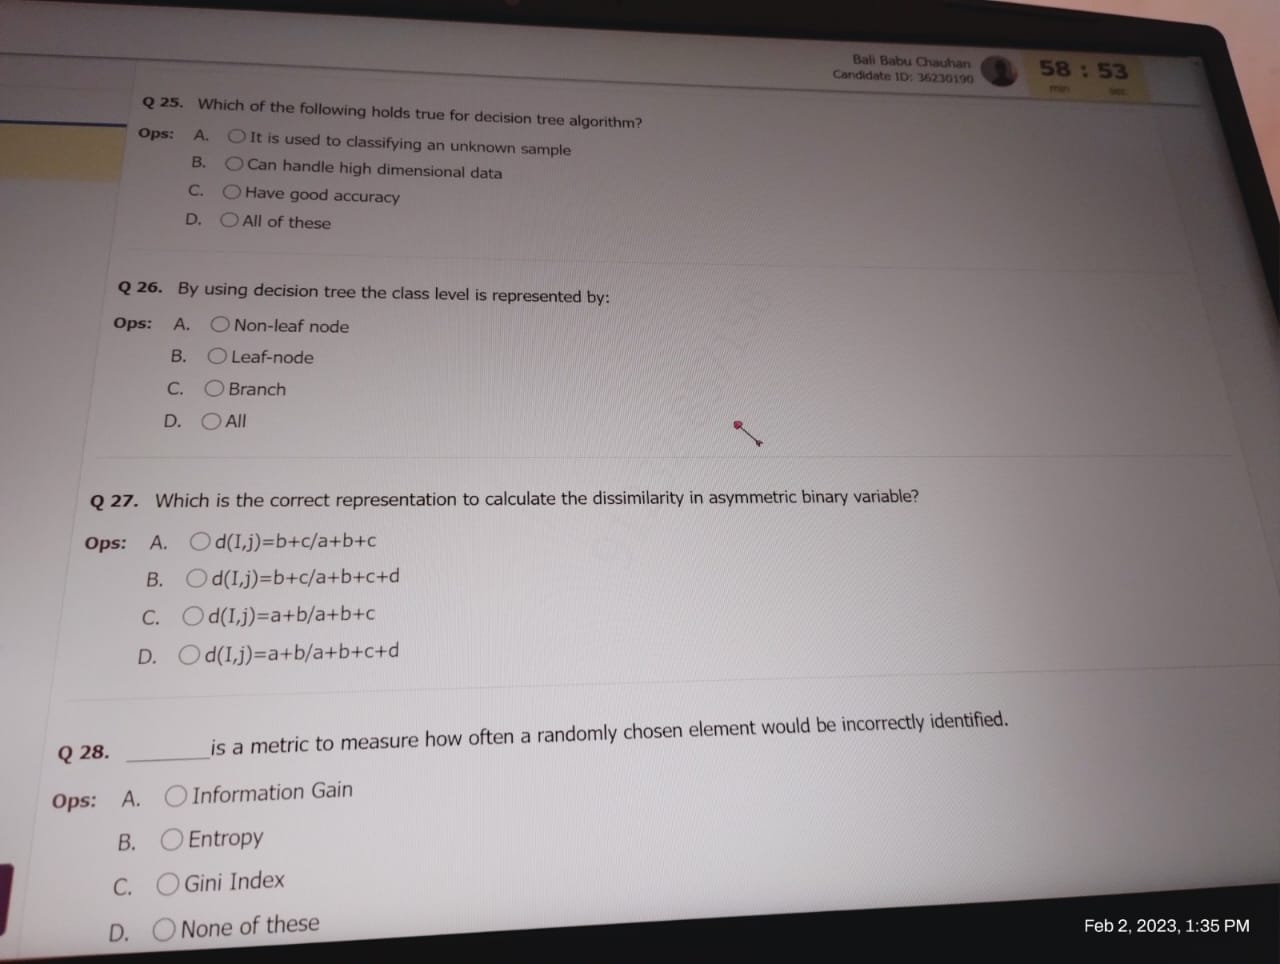 Bali Babu Chauhan
Candidate ID: 36230190
58 : 53
min sec
Q 25. Which of the following holds true for decision tree algorithm?
Ops: A. It is used to classifying an unknown sample
B. Can handle high dimensional data
C. Have good accuracy
D. All of these
Q 26. By using decision tree the class level is represented by:
Ops: A. Non-leaf node
B. Leaf-node
C. Branch
D. All
Q 27. Which is the correct representation to calculate the dissimilarity in asymmetric binary variable?
Ops: A. d(I,j)=b+c/a+b+c
B. d(I,j)=b+c/a+b+c+d
C. d(I,j)=a+b/a+b+c
D. d(I,j)=a+b/a+b+c+d
Q 28. ________is a metric to measure how often a randomly chosen element would be incorrectly identified.
Ops: A. Information Gain
B. Entropy
C. Gini Index
D. None of these
Feb 2, 2023, 1:35 PM